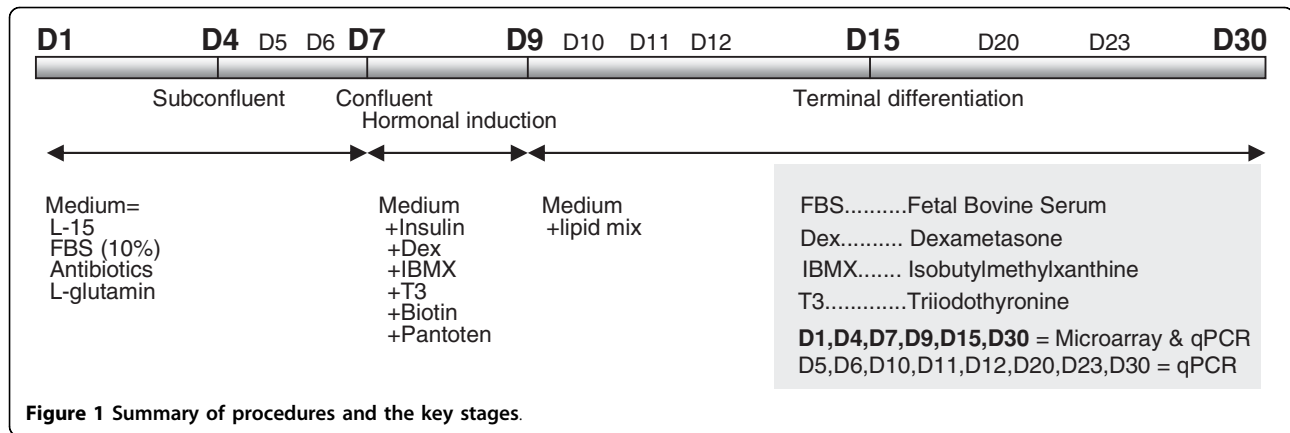 D1 D4 D5 D6 D7 D9 D10 D11 D12 D15 D20 D23 D30
Subconfluent Confluent Terminal differentiation
Hormonal induction
Medium=
L-15
FBS (10%)
Antibiotics
L-glutamin
Medium
+Insulin
+Dex
+IBMX
+T3
+Biotin
+Pantoten
Medium
+lipid mix
FBS..........Fetal Bovine Serum
Dex.......... Dexametasone
IBMX....... Isobutylmethylxanthine
T3.............Triiodothyronine
D1,D4,D7,D9,D15,D30 = Microarray & qPCR
D5,D6,D10,D11,D12,D20,D23,D30 = qPCR
Figure 1 Summary of procedures and the key stages.